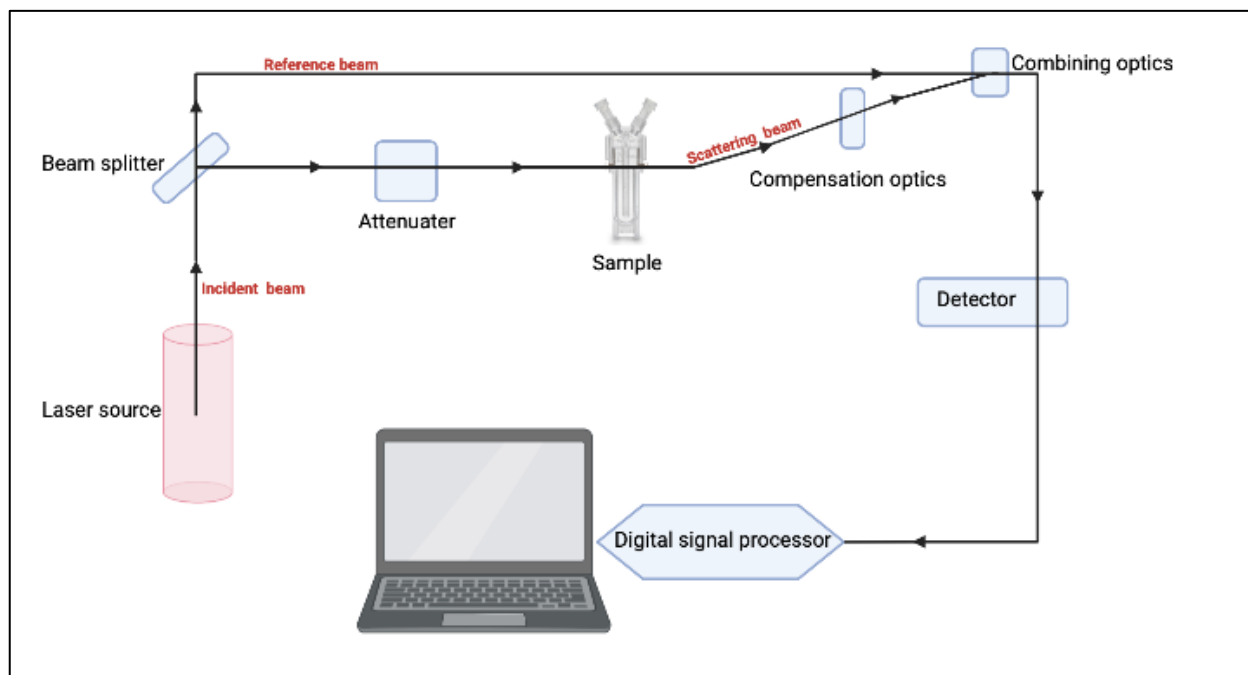 Reference beam
Combining optics
Beam splitter
Scattering beam
Compensation optics
Attenuater
Sample
Incident beam
Detector
Laser source
Digital signal processor